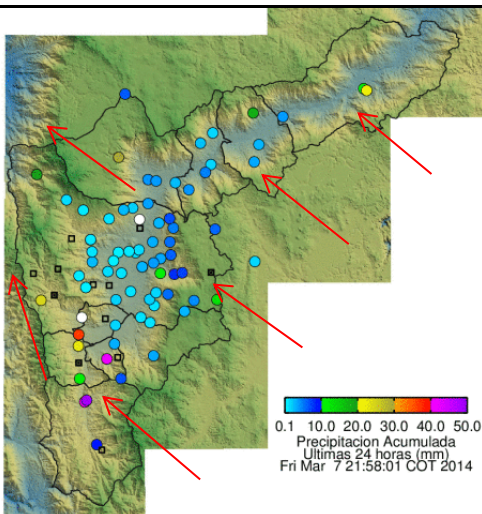 0.1 10.0 20.0 30.0 40.0 50.0
Precipitacion Acumulada
Ultimas 24 horas (mm)
Fri Mar 7 21:58:01 COT 2014